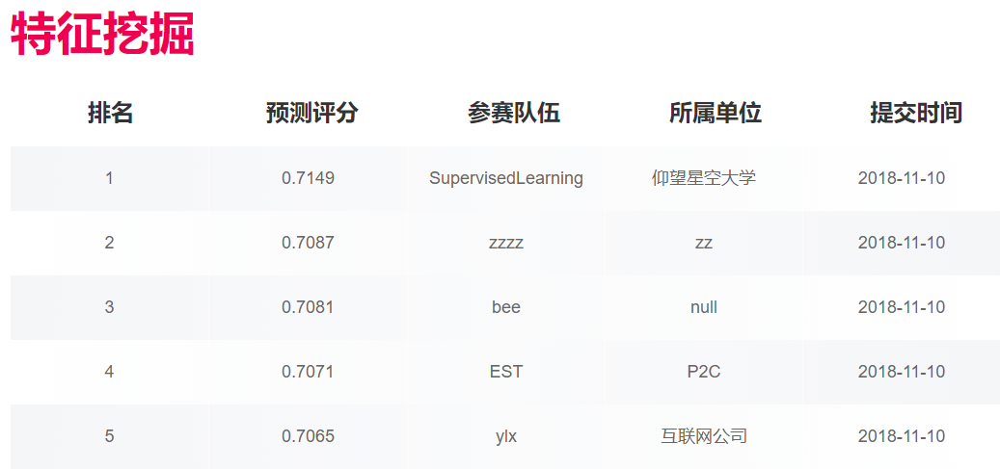 特征挖掘
排名 预测评分 参赛队伍 所属单位 提交时间
1 0.7149 SupervisedLearning 仰望星空大学 2018-11-10
2 0.7087 zzzz zz 2018-11-10
3 0.7081 bee null 2018-11-10
4 0.7071 EST P2C 2018-11-10
5 0.7065 ylx 互联网公司 2018-11-10